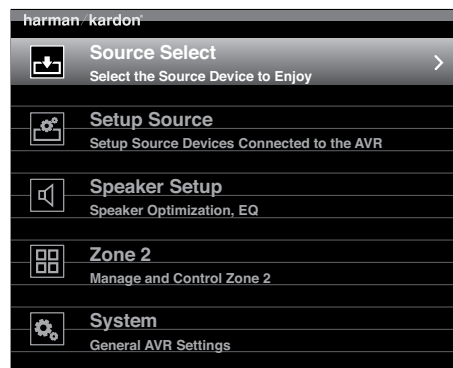 harman/kardon®
Source Select
Select the Source Device to Enjoy
Setup Source
Setup Source Devices Connected to the AVR
Speaker Setup
Speaker Optimization, EQ
Zone 2
Manage and Control Zone 2
System
General AVR Settings